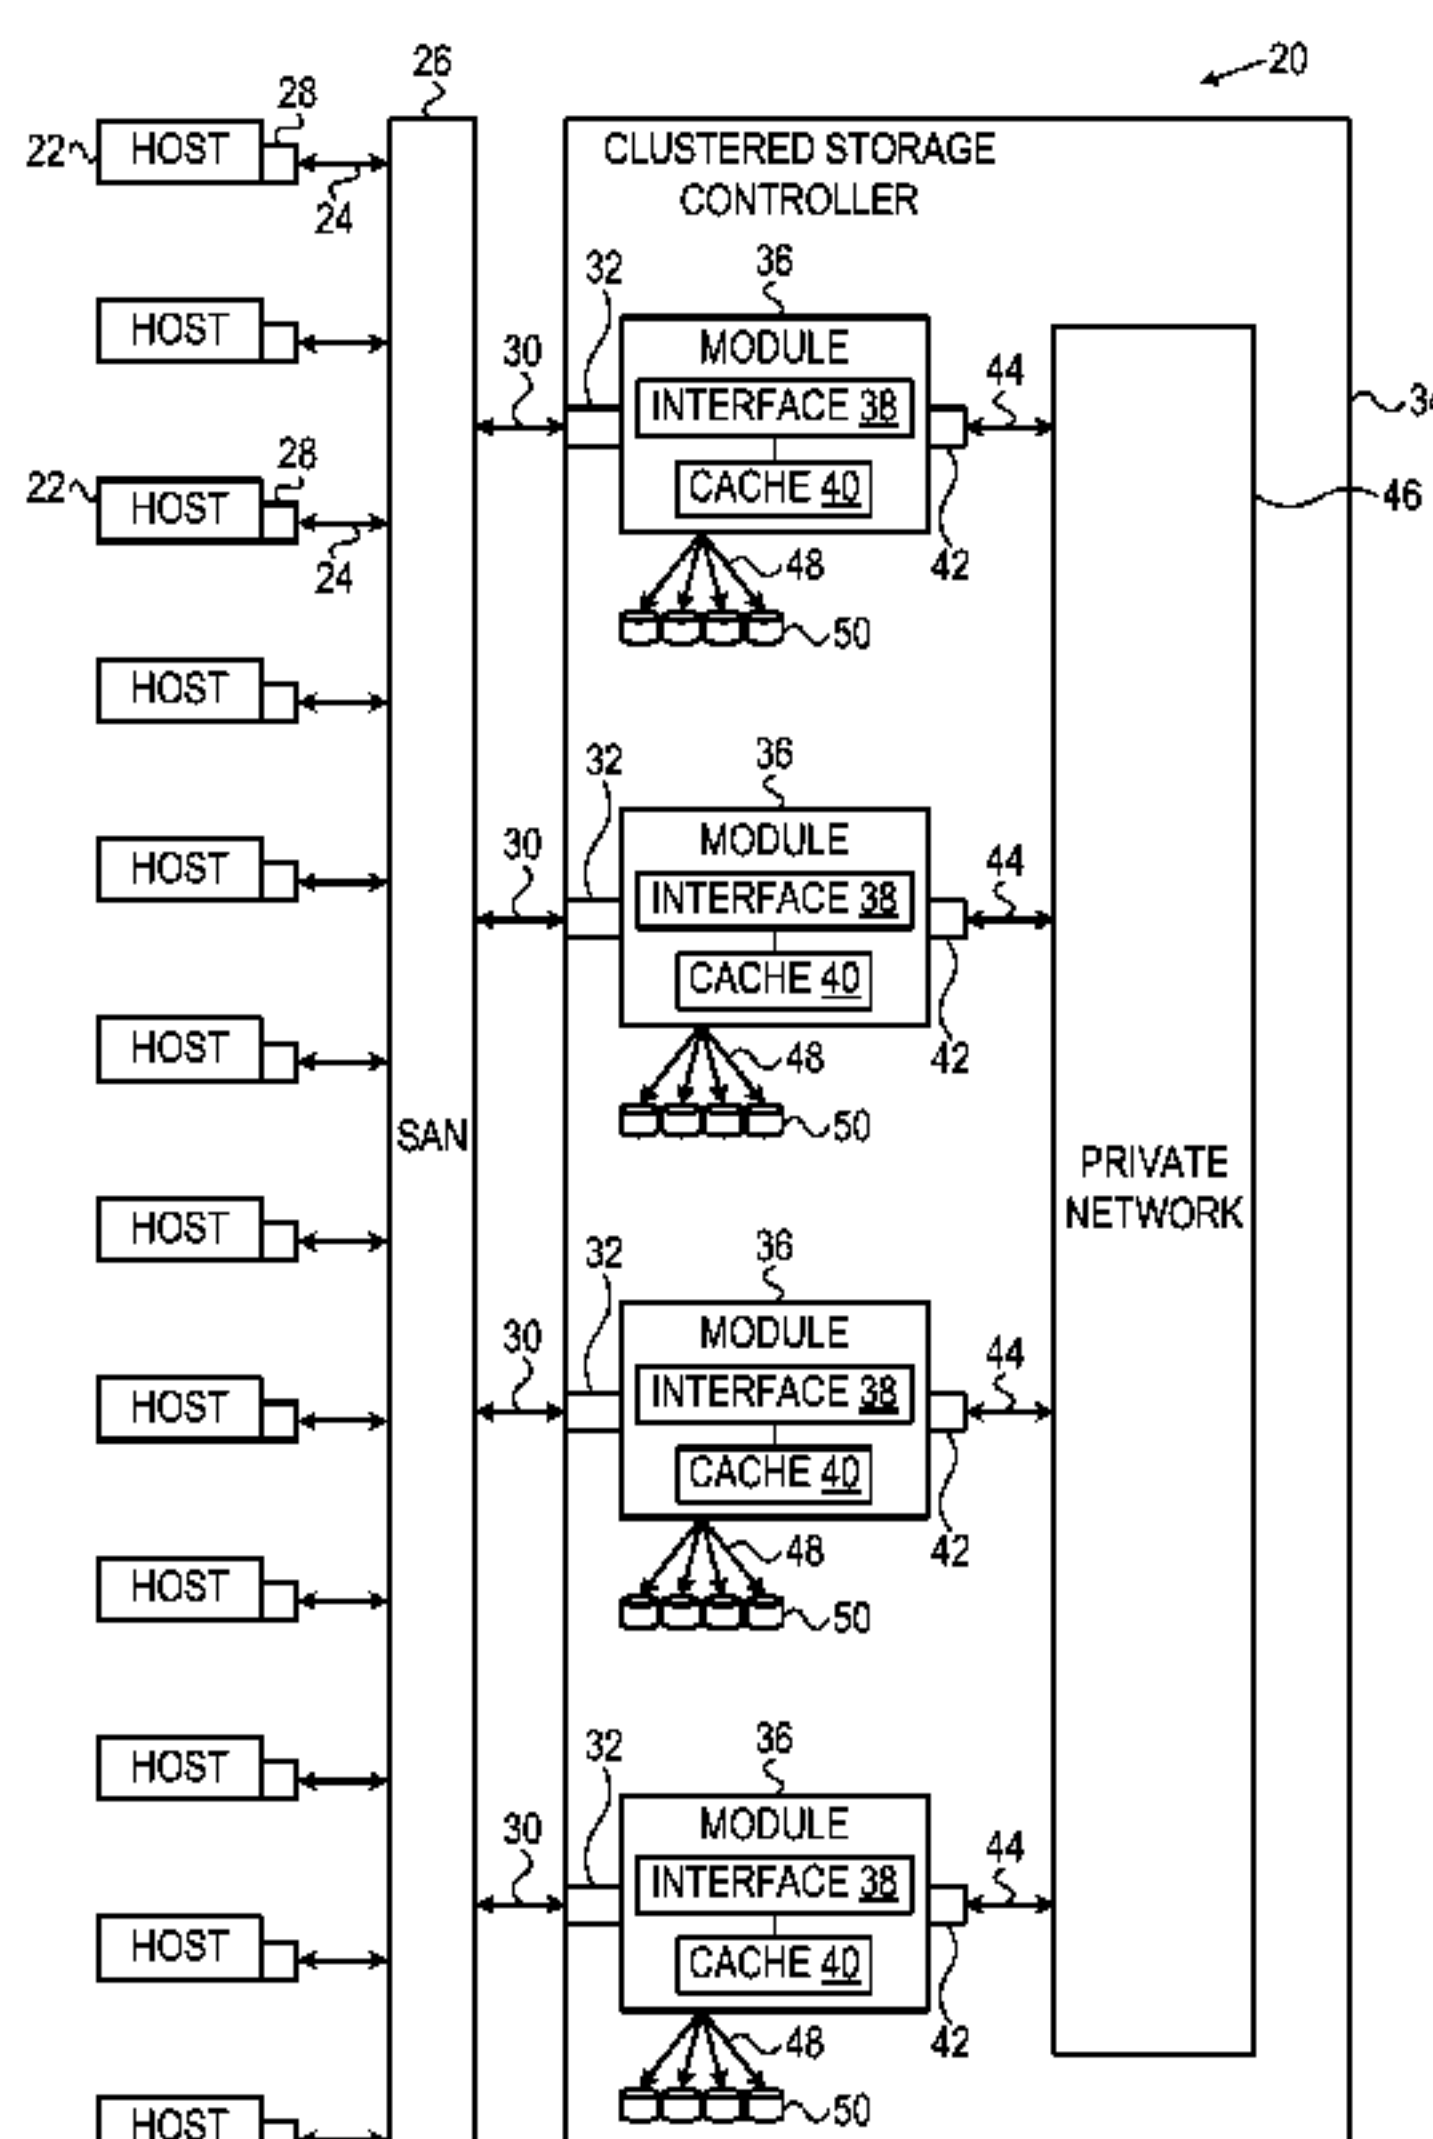 20
26
28
22 HOST
24
CLUSTERED STORAGE
CONTROLLER
HOST
28
22 HOST
24
HOST
HOST
HOST
HOST
HOST
HOST
HOST
HOST
HOST
SAN
32
36
30
MODULE
INTERFACE 38
CACHE 40
44
42
48
50
32
36
30
MODULE
INTERFACE 38
CACHE 40
44
42
48
50
32
36
30
MODULE
INTERFACE 38
CACHE 40
44
42
48
50
32
36
30
MODULE
INTERFACE 38
CACHE 40
44
42
48
50
46
PRIVATE
NETWORK